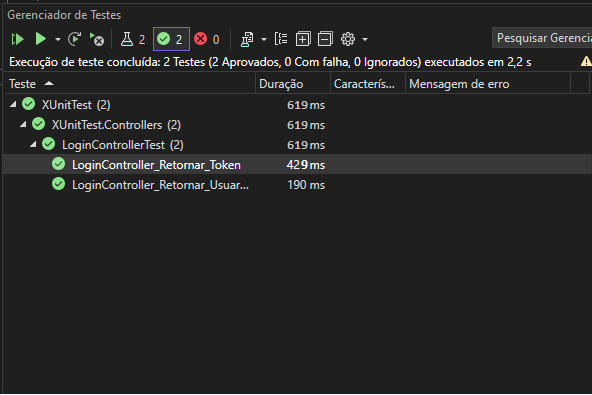 Gerenciador de Testes
2 2 0 Pesquisar Gerencia
Execução de teste concluída: 2 Testes (2 Aprovados, 0 Com falha, 0 Ignorados) executados em 2,2 s
Teste Duração Caracterís... Mensagem de erro
XUnitTest (2) 619 ms
XUnitTest.Controllers (2) 619 ms
LoginControllerTest (2) 619 ms
LoginController_Retornar_Token 429 ms
LoginController_Retornar_Usuar... 190 ms